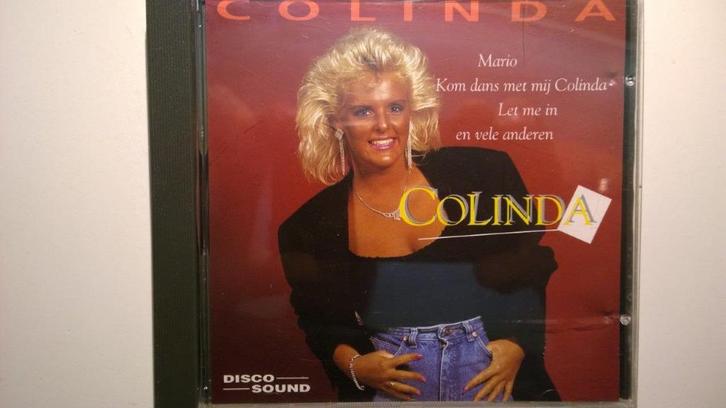 COLINDA
Mario
Kom dans met mij Colinda
Let me in
en vele anderen
COLINDA
DISCO
SOUND